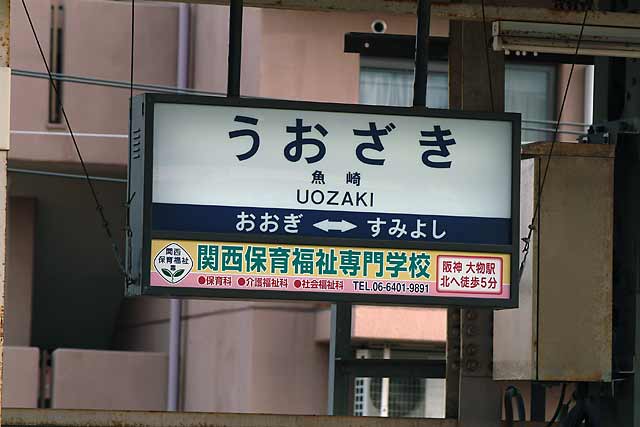 うおざき
魚崎
UOZAKI
おおぎ ⟷ すみよし
関西
保育福祉
関西保育福祉専門学校
●保育科 ●介護福祉科 ●社会福祉科 TEL.06-6401-9891
阪神 大物駅
北へ徒歩5分